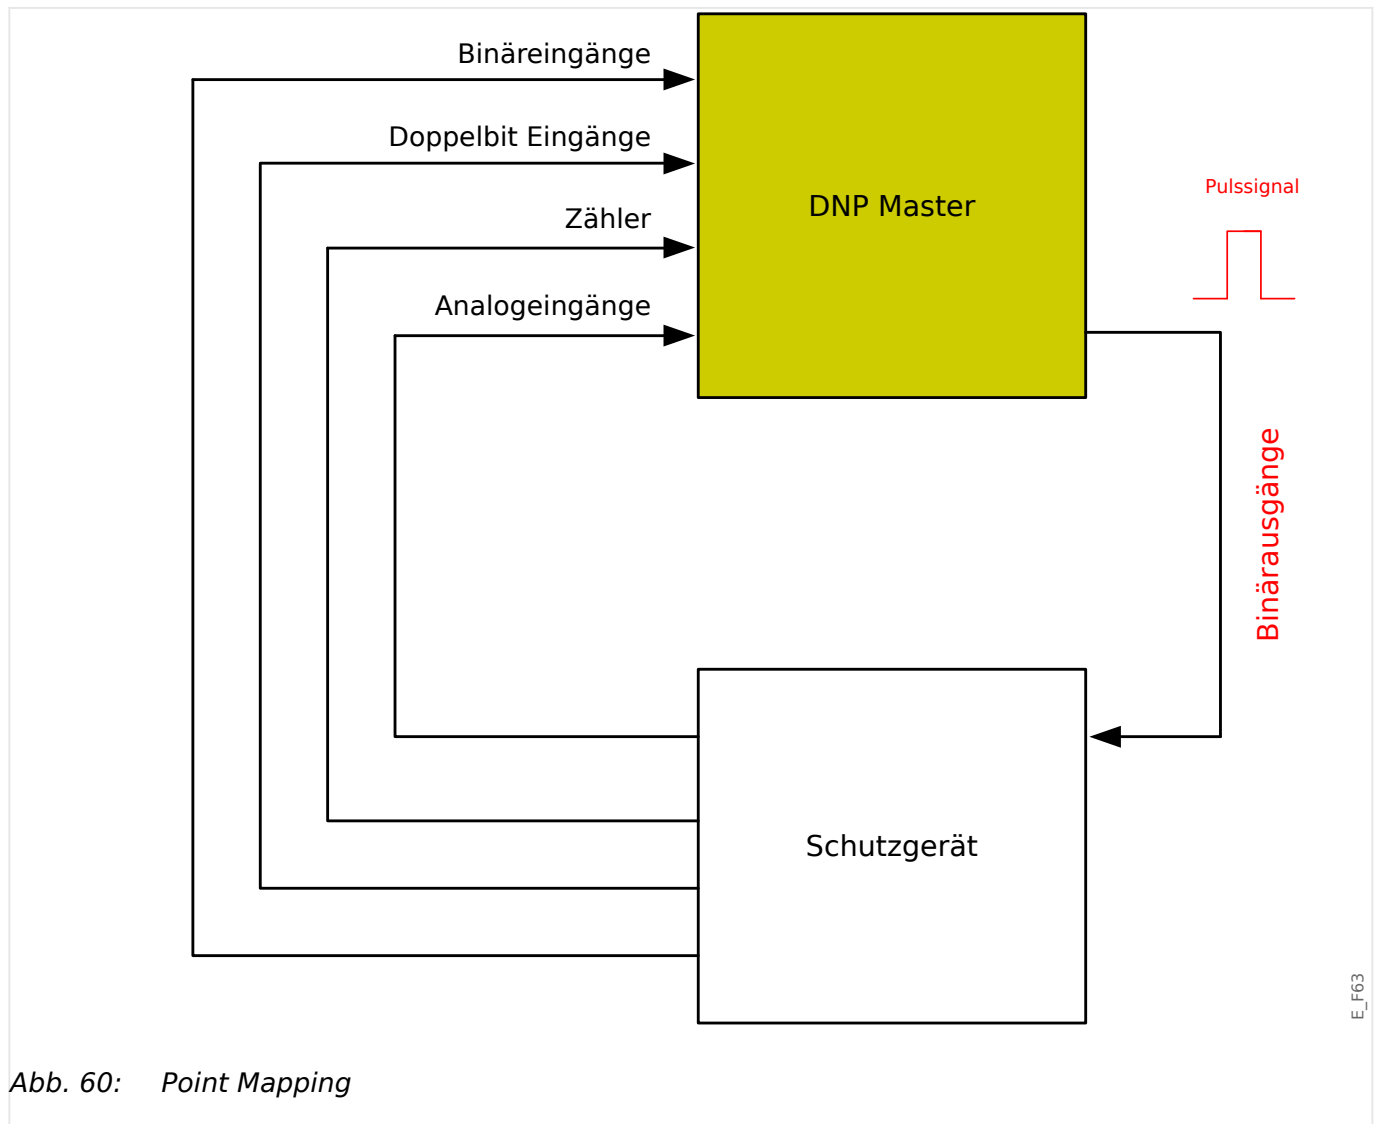 Binäreingänge
Doppelbit Eingänge
Zähler
Analogeingänge
DNP Master
Pulssignal
Binärausgänge
Schutzgerät
E_F63
Abb. 60: Point Mapping